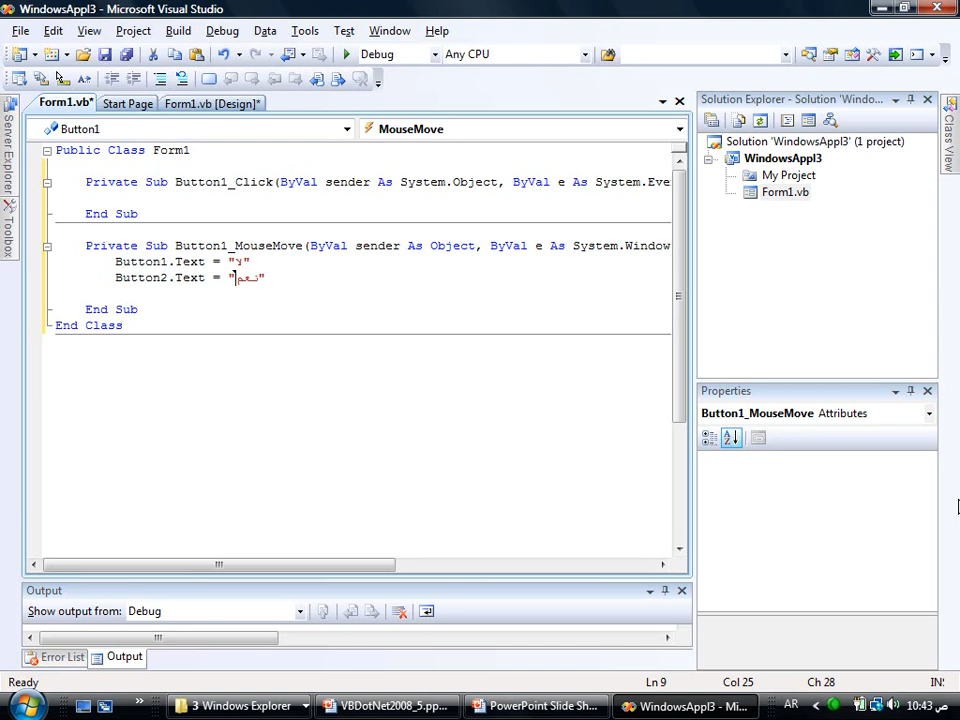 WindowsAppl3 - Microsoft Visual Studio
File Edit View Project Build Debug Data Tools Test Window Help
Debug Any CPU
Form1.vb* Start Page Form1.vb [Design]*
Button1 MouseMove
Public Class Form1
Private Sub Button1_Click(ByVal sender As System.Object, ByVal e As System.Eve
End Sub
Private Sub Button1_MouseMove(ByVal sender As Object, ByVal e As System.Window
Button1.Text = "لا"
Button2.Text = "نعم"
End Sub
End Class
Server Explorer
Toolbox
Solution Explorer - Solution 'Windo...
Solution 'WindowsAppl3' (1 project)
WindowsAppl3
My Project
Form1.vb
Class View
Properties
Button1_MouseMove Attributes
Output
Show output from: Debug
Error List Output
Ready Ln 9 Col 25 Ch 28 INS
3 Windows Explorer VBDotNet2008_5.pp... PowerPoint Slide Sh... WindowsAppl3 - Mi... AR 10:43 ص